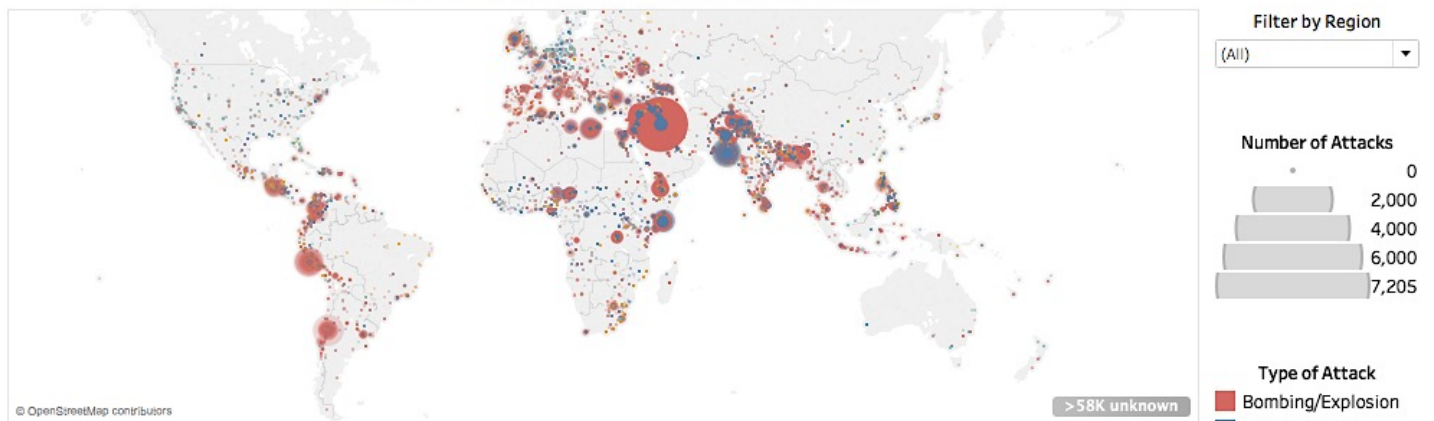 Filter by Region
(All)
Number of Attacks
0
2,000
4,000
6,000
7,205
Type of Attack
Bombing/Explosion
© OpenStreetMap contributors
>58K unknown